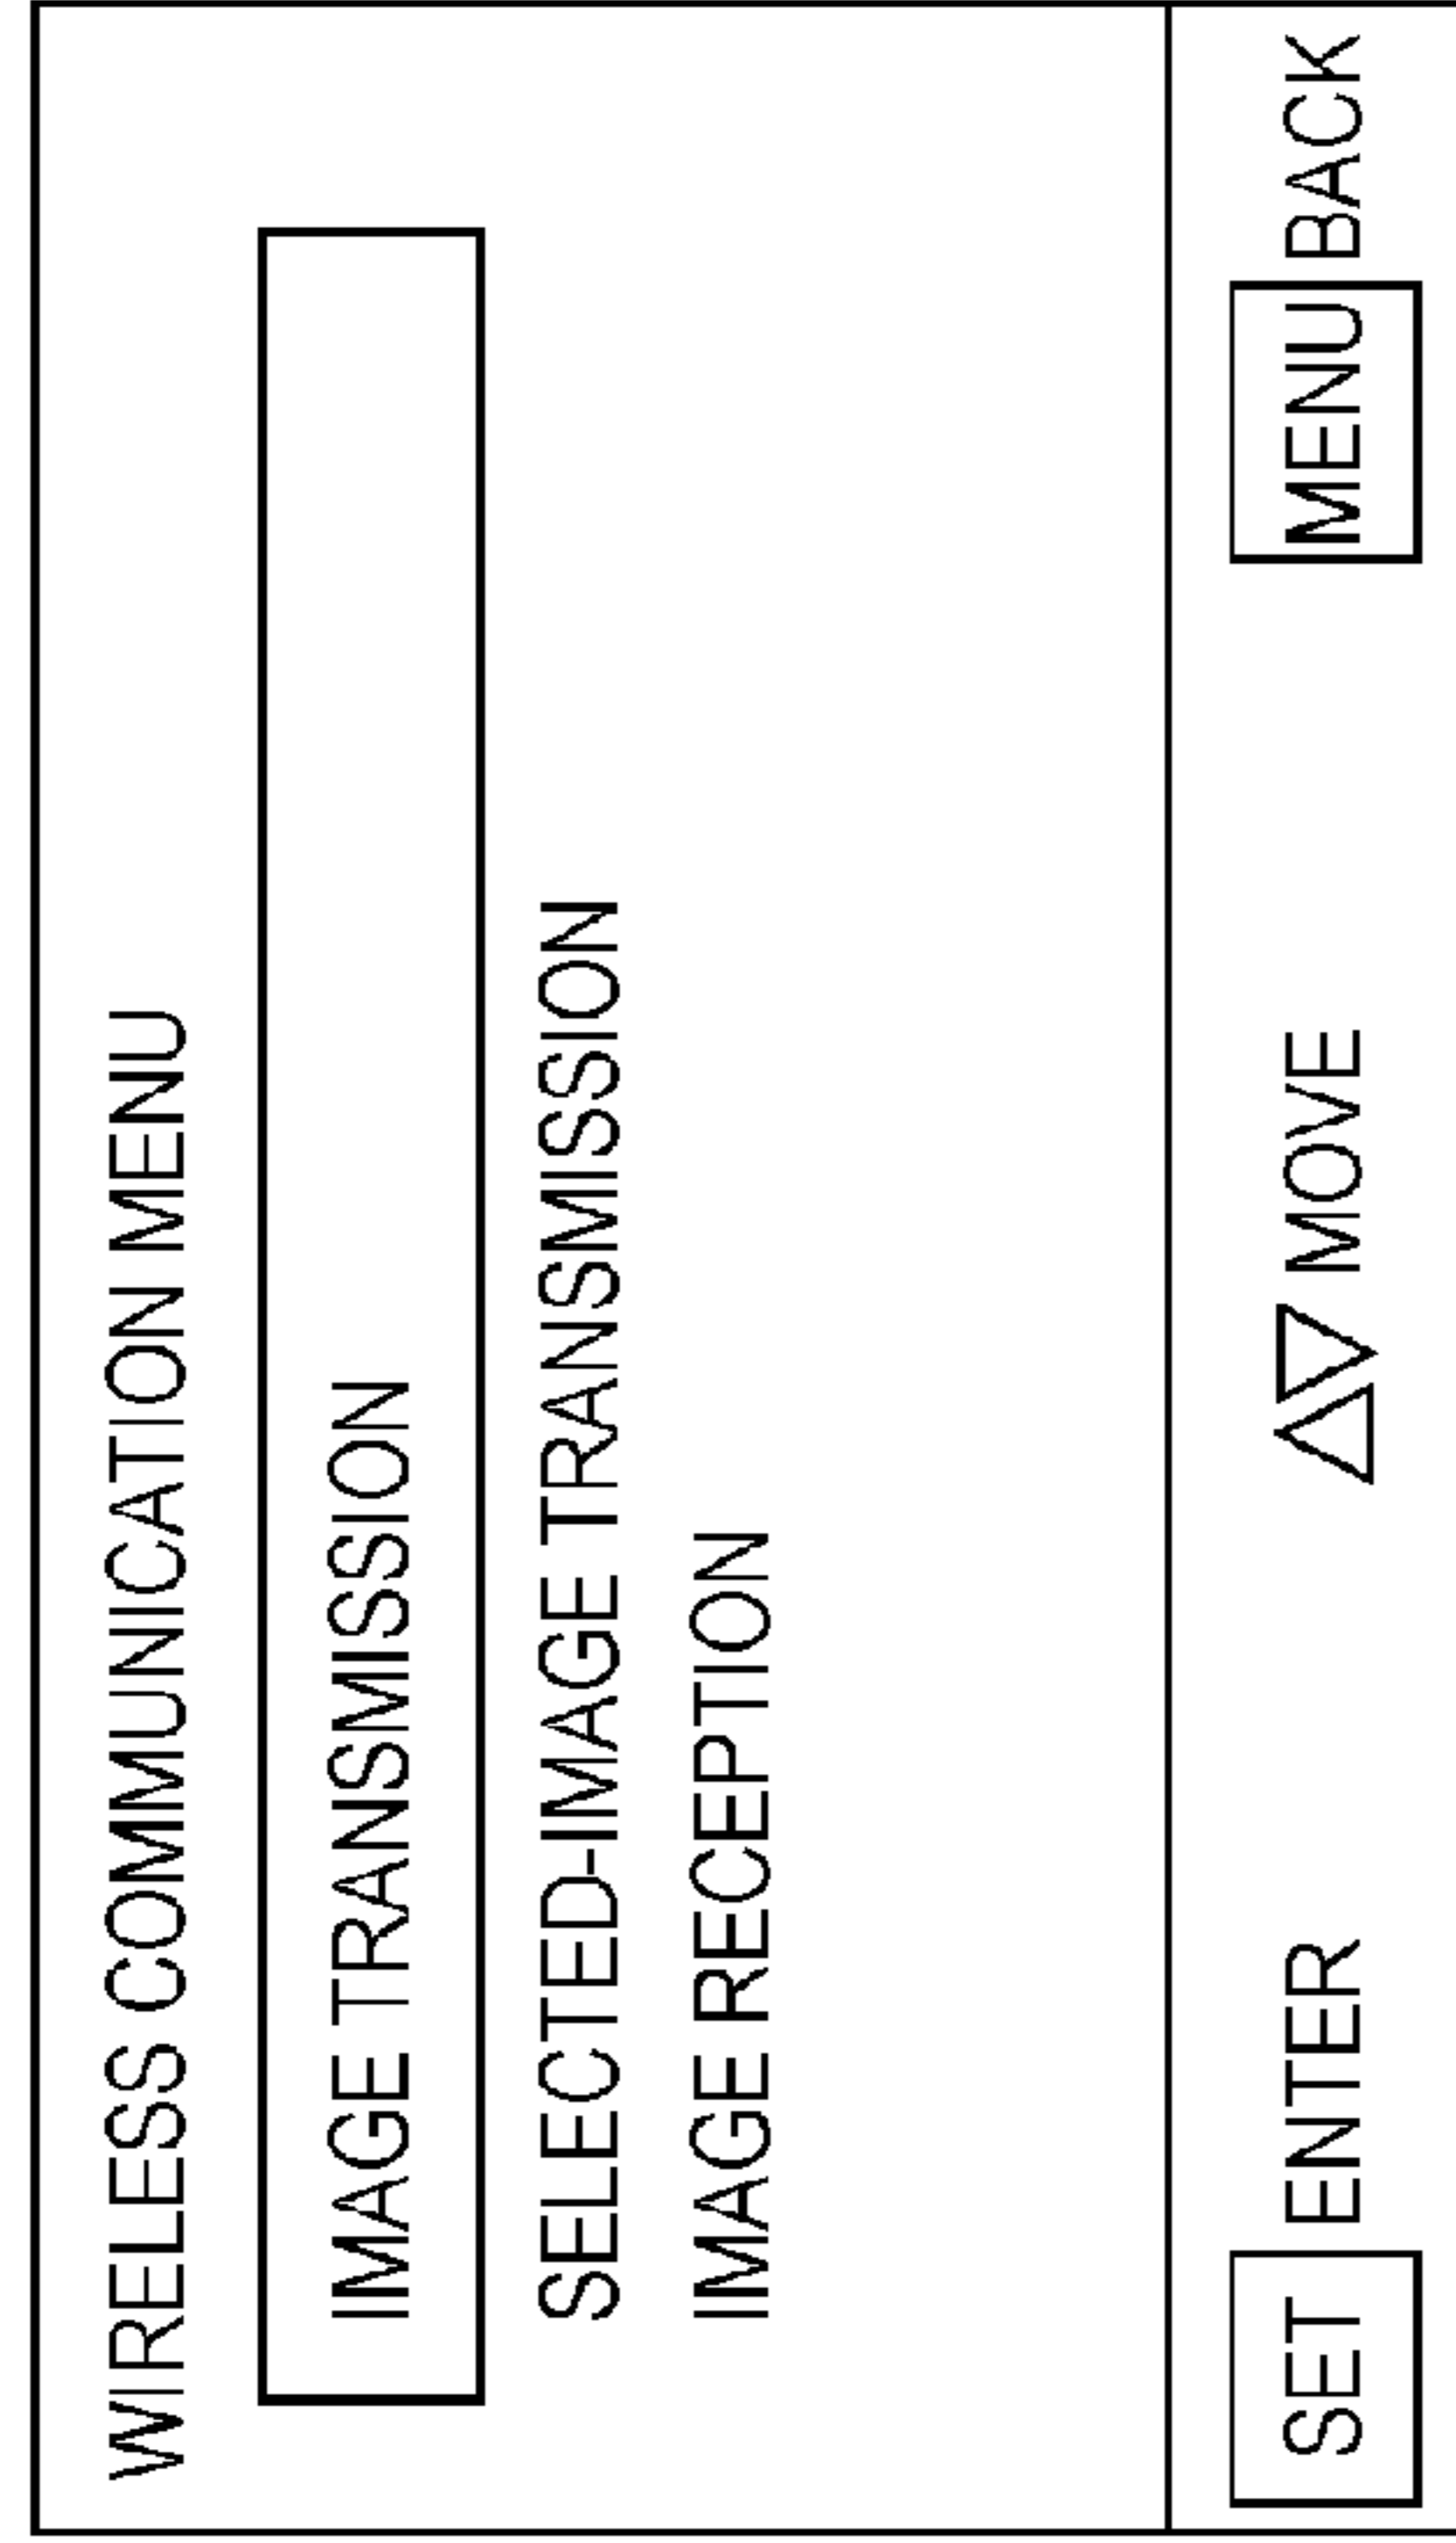 WIRELESS COMMUNICATION MENU
IMAGE TRANSMISSION
SELECTED-IMAGE TRANSMISSION
IMAGE RECEPTION
SET ENTER △▽ MOVE MENU BACK